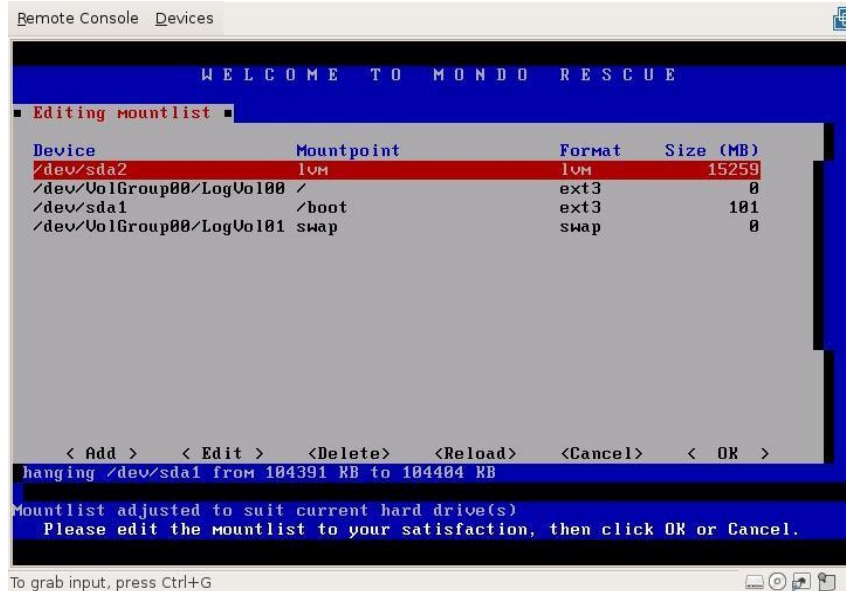 Remote Console Devices
WELCOME TO MONDO RESCUE
Editing mountlist
Device Mountpoint Format Size (MB)
/dev/sda2 lvm lvm 15259
/dev/VolGroup00/LogVol00 / ext3 0
/dev/sda1 /boot ext3 101
/dev/VolGroup00/LogVol01 swap swap 0
< Add > < Edit > <Delete> <Reload> <Cancel> < OK >
hanging /dev/sda1 from 104391 KB to 104404 KB
Mountlist adjusted to suit current hard drive(s)
Please edit the mountlist to your satisfaction, then click OK or Cancel.
To grab input, press Ctrl+G